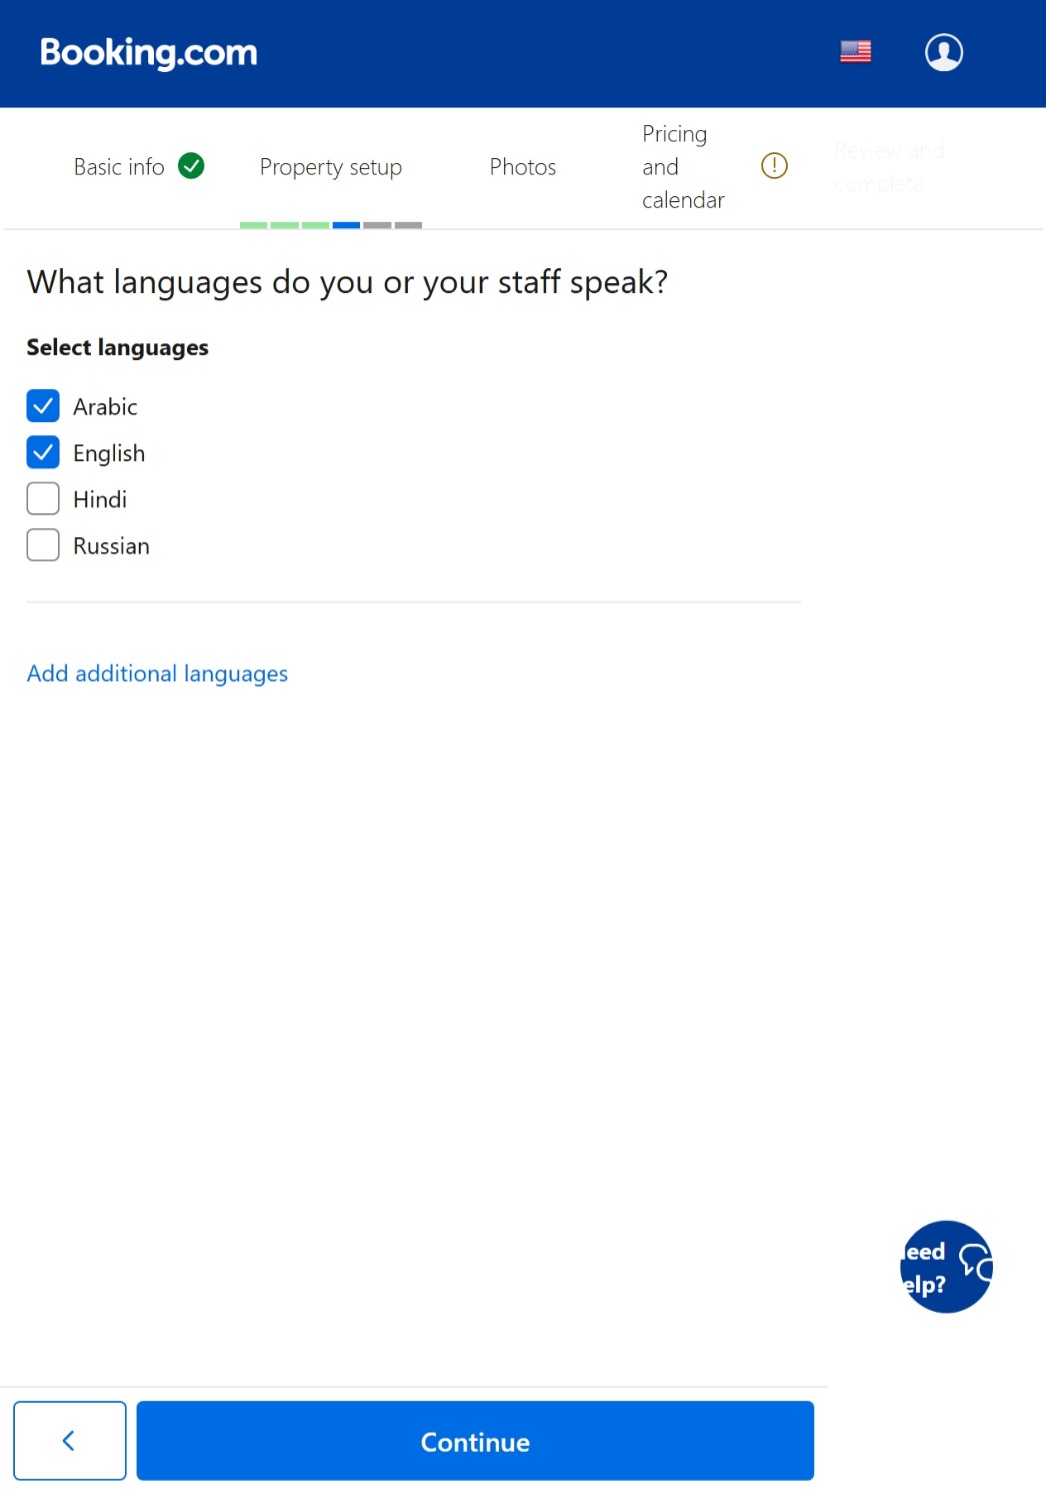 Booking.com
Basic info
Property setup
Photos
Pricing
and
calendar
Review and
complete
What languages do you or your staff speak?
Select languages
Arabic
English
Hindi
Russian
Add additional languages
eed
elp?
Continue